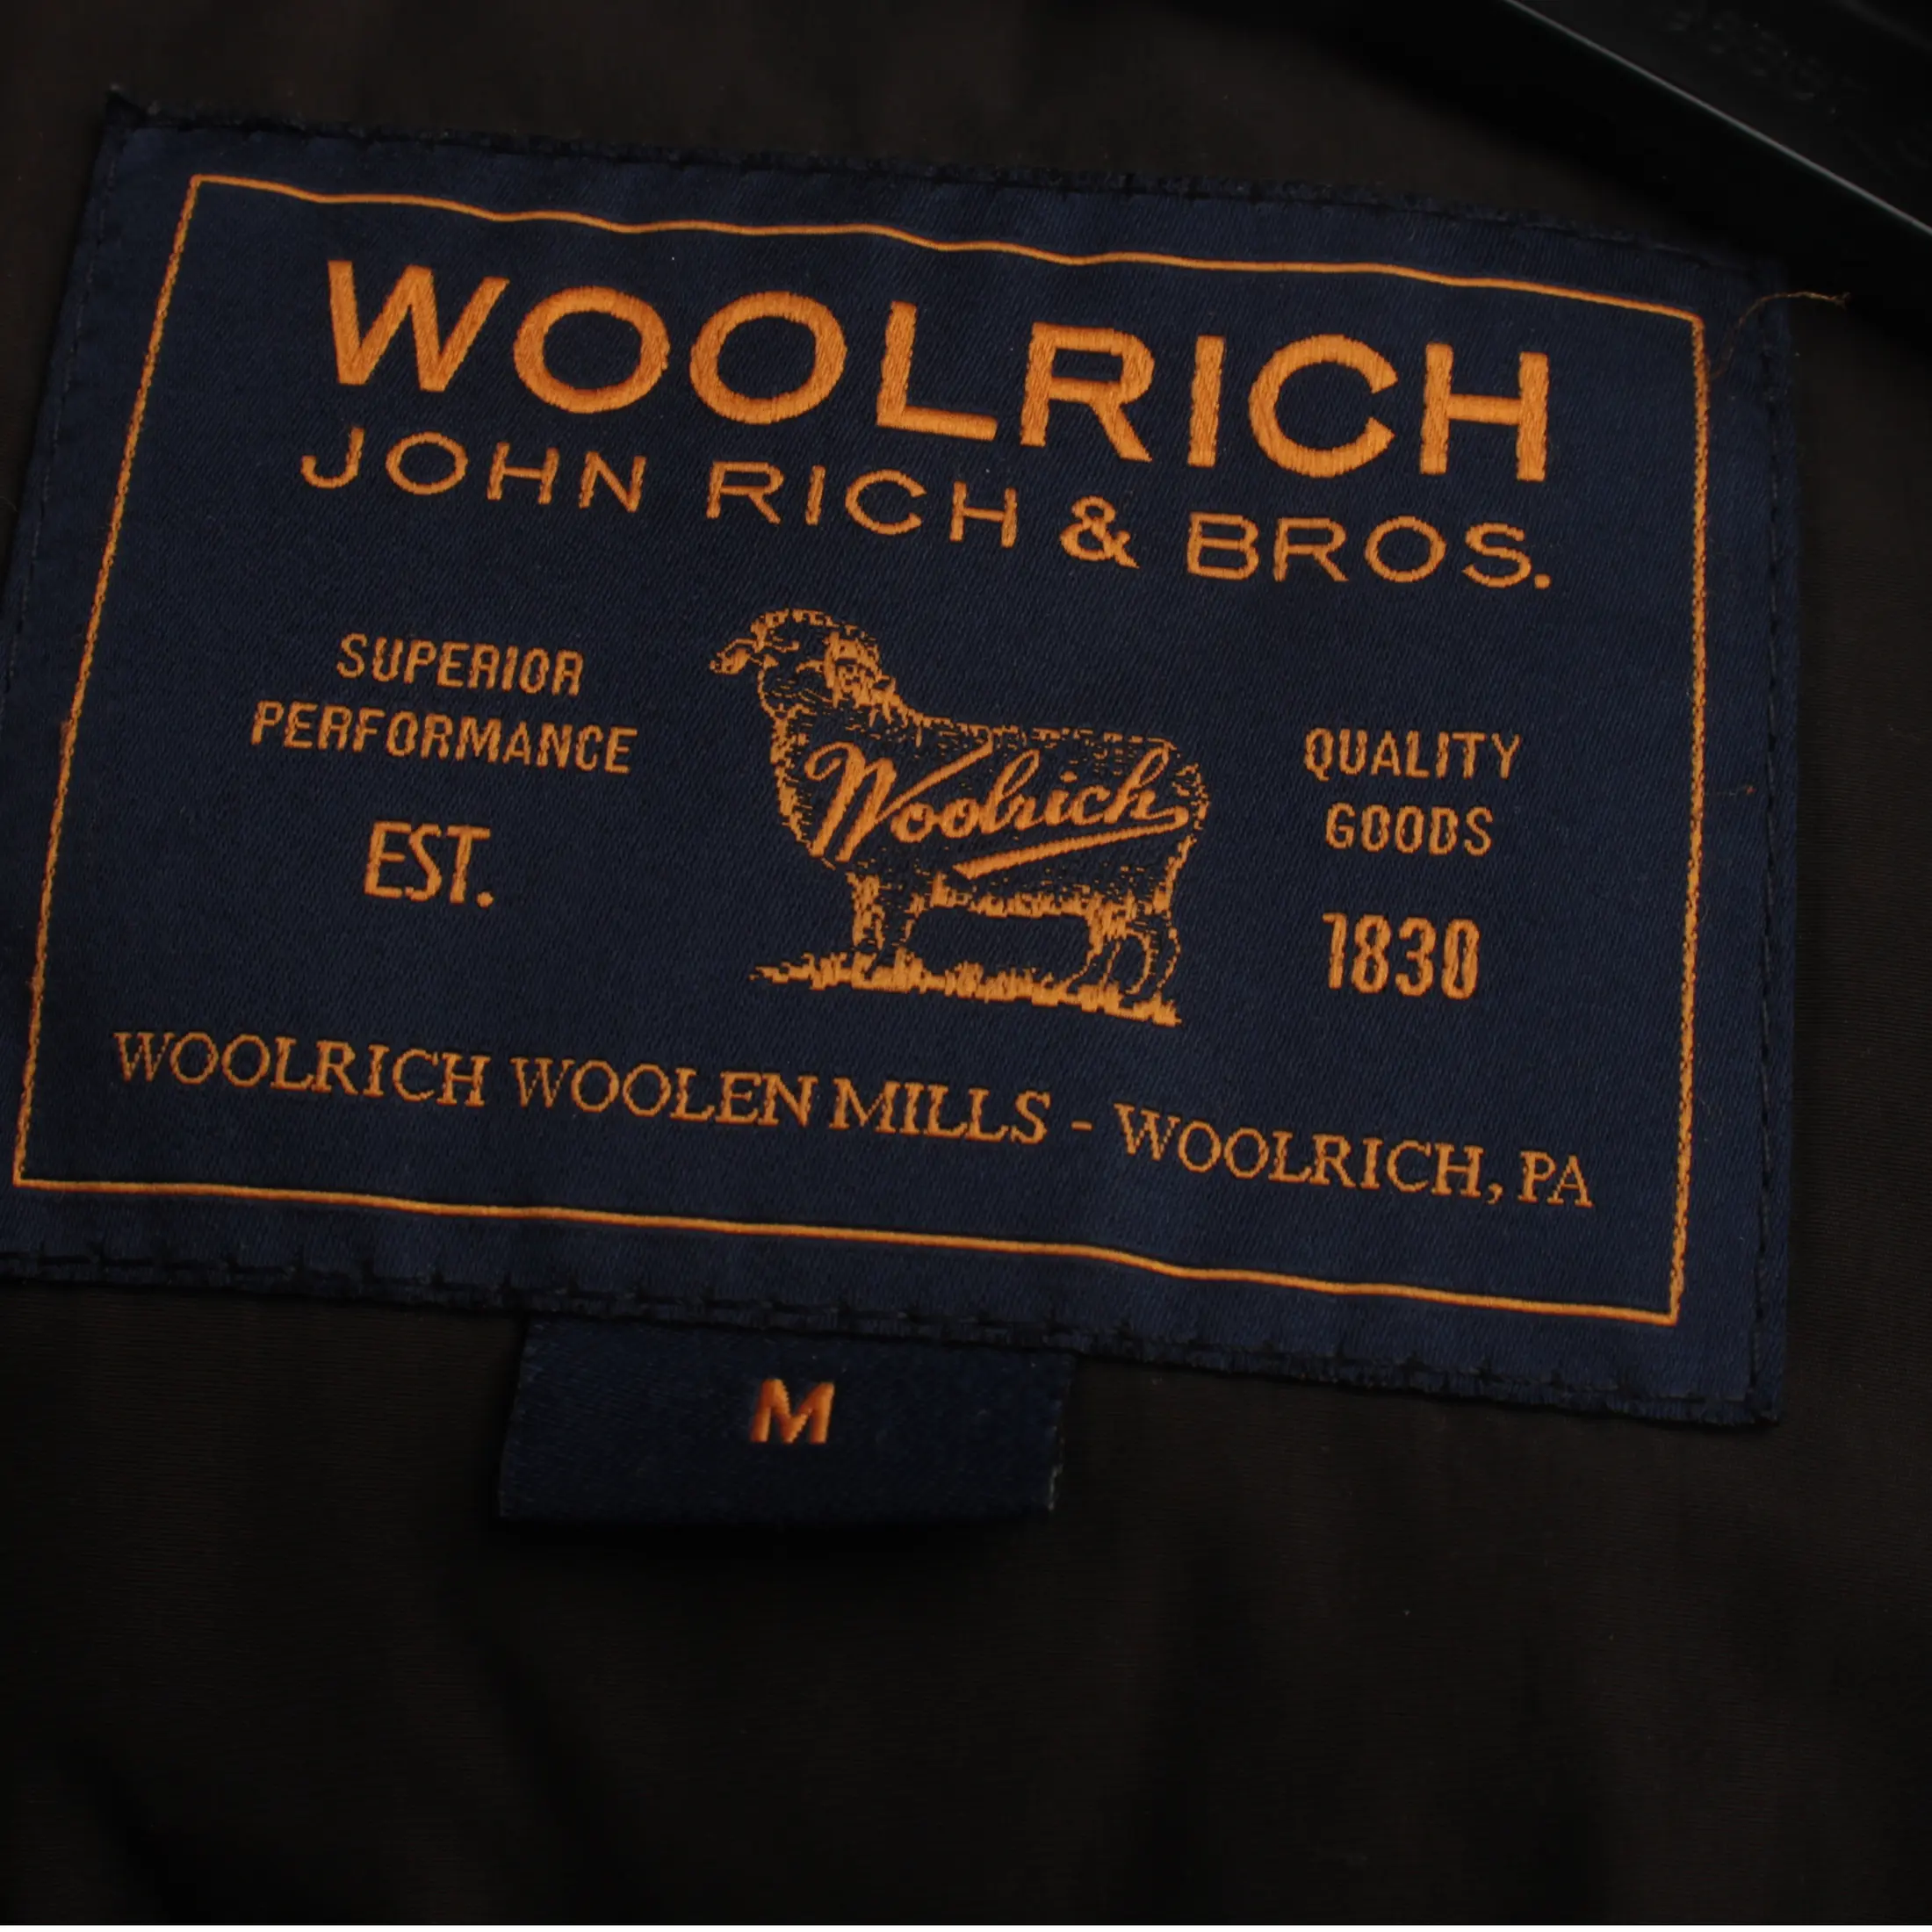 WOOLRICH
JOHN RICH & BROS.
SUPERIOR
PERFORMANCE
EST.
Woolrich
QUALITY
GOODS
1830
WOOLRICH WOOLEN MILLS - WOOLRICH, PA
M